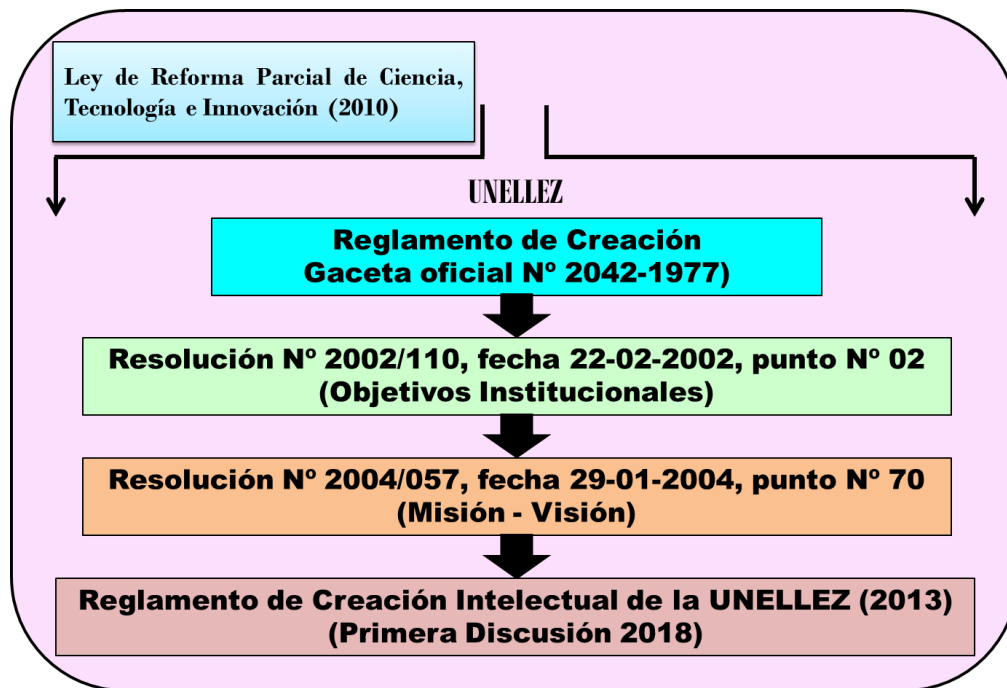 Ley de Reforma Parcial de Ciencia,
Tecnología e Innovación (2010)
UNELLEZ
Reglamento de Creación
Gaceta oficial Nº 2042-1977)
Resolución Nº 2002/110, fecha 22-02-2002, punto Nº 02
(Objetivos Institucionales)
Resolución Nº 2004/057, fecha 29-01-2004, punto Nº 70
(Misión - Visión)
Reglamento de Creación Intelectual de la UNELLEZ (2013)
(Primera Discusión 2018)